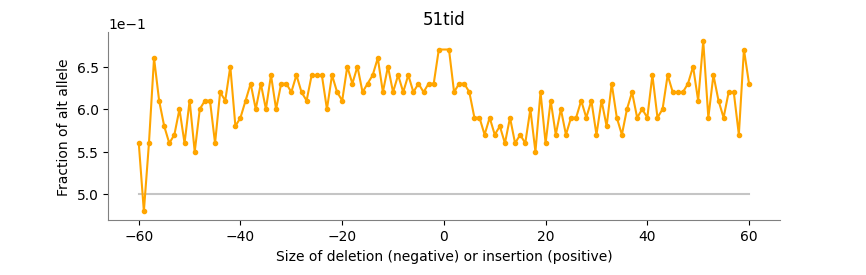 51tid
1e−1
Fraction of alt allele
6.5
6.0
5.5
5.0
−60 −40 −20 0 20 40 60
Size of deletion (negative) or insertion (positive)